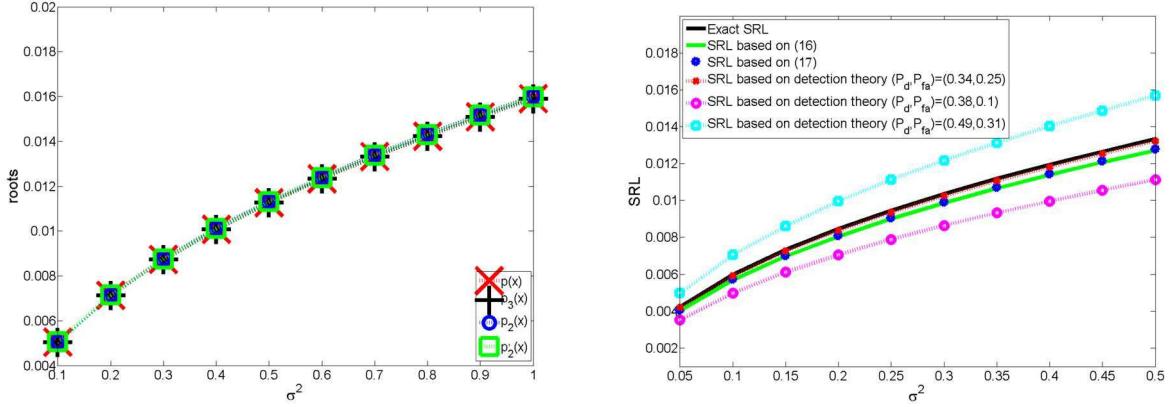 0.02
0.018
0.016
0.014
0.012
0.01
0.008
0.006
0.004
roots
0.1 0.2 0.3 0.4 0.5 0.6 0.7 0.8 0.9 1
σ²
p(x)
p₃(x)
p₂(x)
p₂(x)
0.018
0.016
0.014
0.012
0.01
0.008
0.006
0.004
0.002
SRL
Exact SRL
SRL based on (16)
SRL based on (17)
SRL based on detection theory (P_d,P_fa)=(0.34,0.25)
SRL based on detection theory (P_d,P_fa)=(0.38,0.1)
SRL based on detection theory (P_d,P_fa)=(0.49,0.31)
0.05 0.1 0.15 0.2 0.25 0.3 0.35 0.4 0.45 0.5
σ²